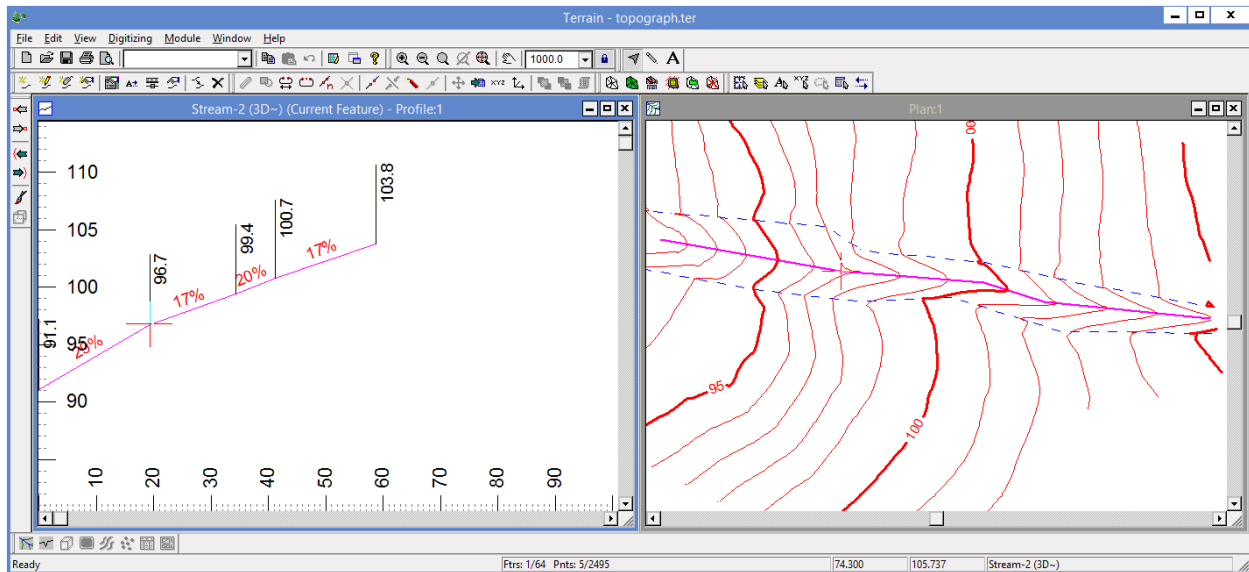 Terrain - topograph.ter
File Edit View Digitizing Module Window Help
1000.0
A
XYZ
Stream-2 (3D~) (Current Feature) - Profile:1
Plan:1
110
105
100
95
90
91.1
96.7
99.4
100.7
103.8
29%
17%
20%
17%
10 20 30 40 50 60 70 80 90
00
95
100
Ready
Ftrs: 1/64 Pnts: 5/2495
74.300
105.737
Stream-2 (3D~)